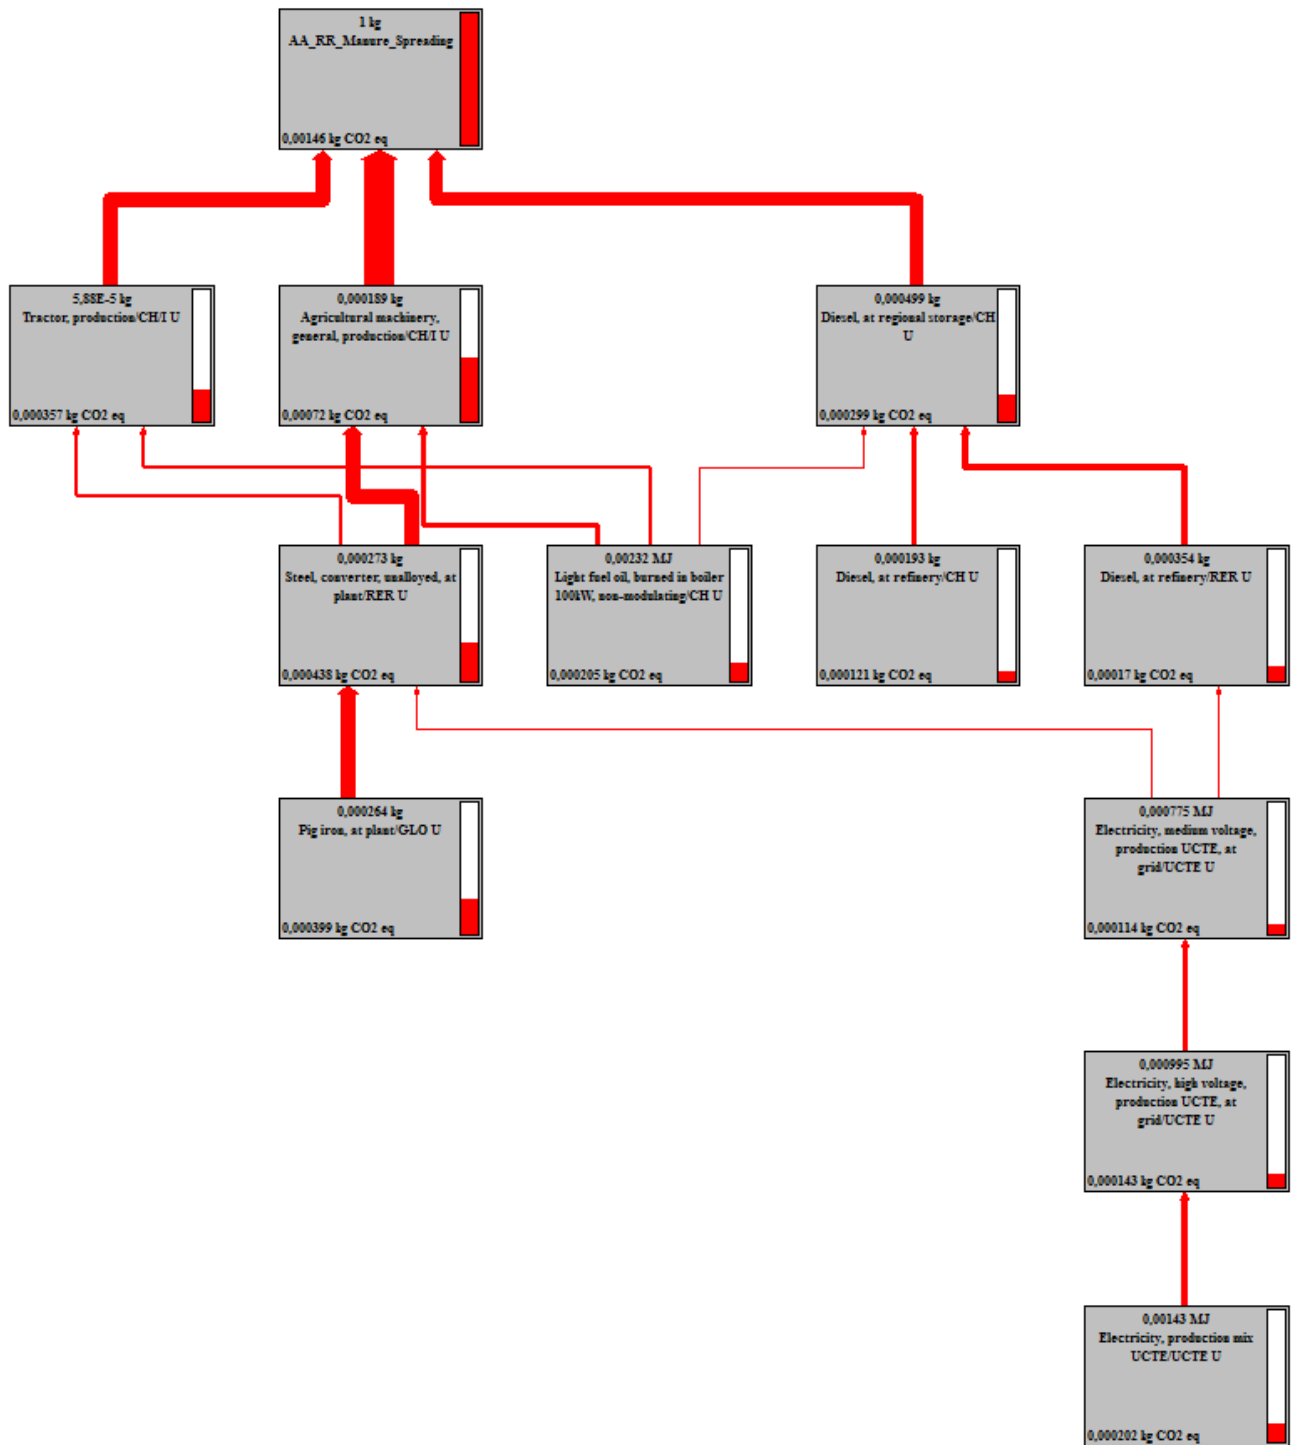 1 kg
AA_RR_Manure_Spreading
0,00146 kg CO2 eq
5,88E-5 kg
Tractor, production/CH/I U
0,000357 kg CO2 eq
0,000189 kg
Agricultural machinery,
general, production/CH/I U
0,00072 kg CO2 eq
0,000499 kg
Diesel, at regional storage/CH
U
0,000299 kg CO2 eq
0,000273 kg
Steel, converter, unalloyed, at
plant/RER U
0,000438 kg CO2 eq
0,00232 MJ
Light fuel oil, burned in boiler
100kW, non-modulating/CH U
0,000205 kg CO2 eq
0,000193 kg
Diesel, at refinery/CH U
0,000121 kg CO2 eq
0,000354 kg
Diesel, at refinery/RER U
0,00017 kg CO2 eq
0,000264 kg
Pig iron, at plant/GLO U
0,000399 kg CO2 eq
0,000775 MJ
Electricity, medium voltage,
production UCTE, at
grid/UCTE U
0,000114 kg CO2 eq
0,000995 MJ
Electricity, high voltage,
production UCTE, at
grid/UCTE U
0,000143 kg CO2 eq
0,00143 MJ
Electricity, production mix
UCTE/UCTE U
0,000202 kg CO2 eq